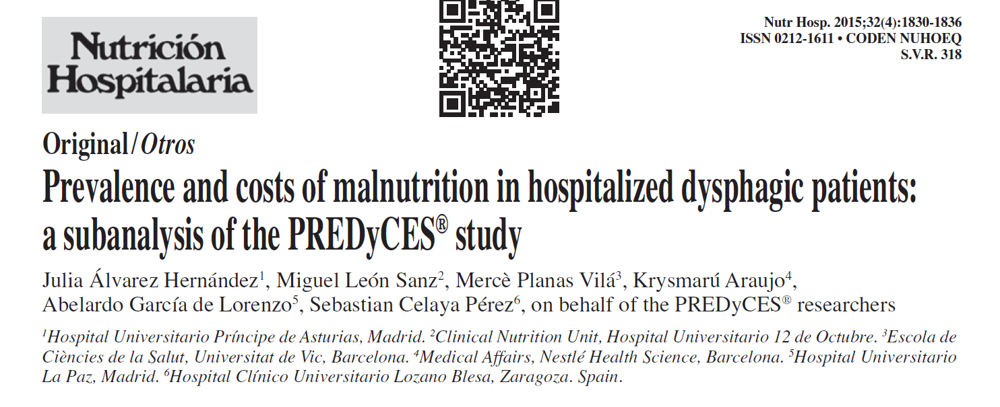 Nutrición
Hospitalaria
Nutr Hosp. 2015;32(4):1830-1836
ISSN 0212-1611 • CODEN NUHOEQ
S.V.R. 318
Original/Otros
Prevalence and costs of malnutrition in hospitalized dysphagic patients:
a subanalysis of the PREDyCES® study
Julia Álvarez Hernández¹, Miguel León Sanz², Mercè Planas Vilá³, Krysmarú Araujo⁴,
Abelardo García de Lorenzo⁵, Sebastian Celaya Pérez⁶, on behalf of the PREDyCES® researchers
¹Hospital Universitario Príncipe de Asturias, Madrid. ²Clinical Nutrition Unit, Hospital Universitario 12 de Octubre. ³Escola de
Ciències de la Salut, Universitat de Vic, Barcelona. ⁴Medical Affairs, Nestlé Health Science, Barcelona. ⁵Hospital Universitario
La Paz, Madrid. ⁶Hospital Clínico Universitario Lozano Blesa, Zaragoza. Spain.